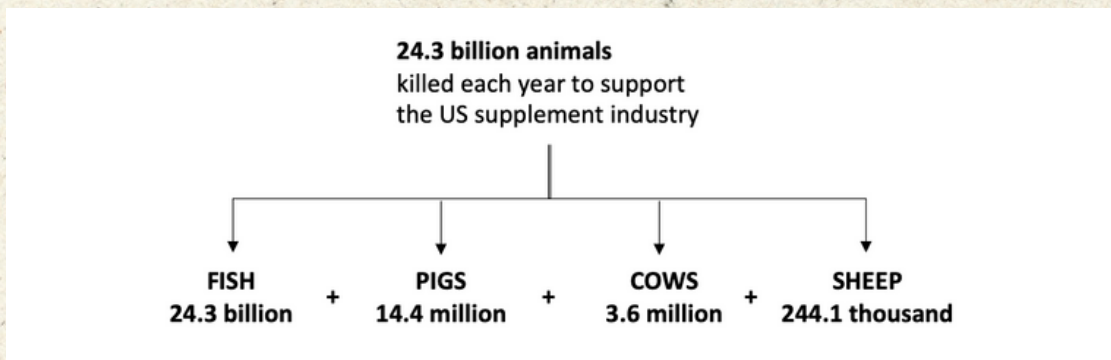 24.3 billion animals
killed each year to support
the US supplement industry
FISH + PIGS + COWS + SHEEP
24.3 billion 14.4 million 3.6 million 244.1 thousand